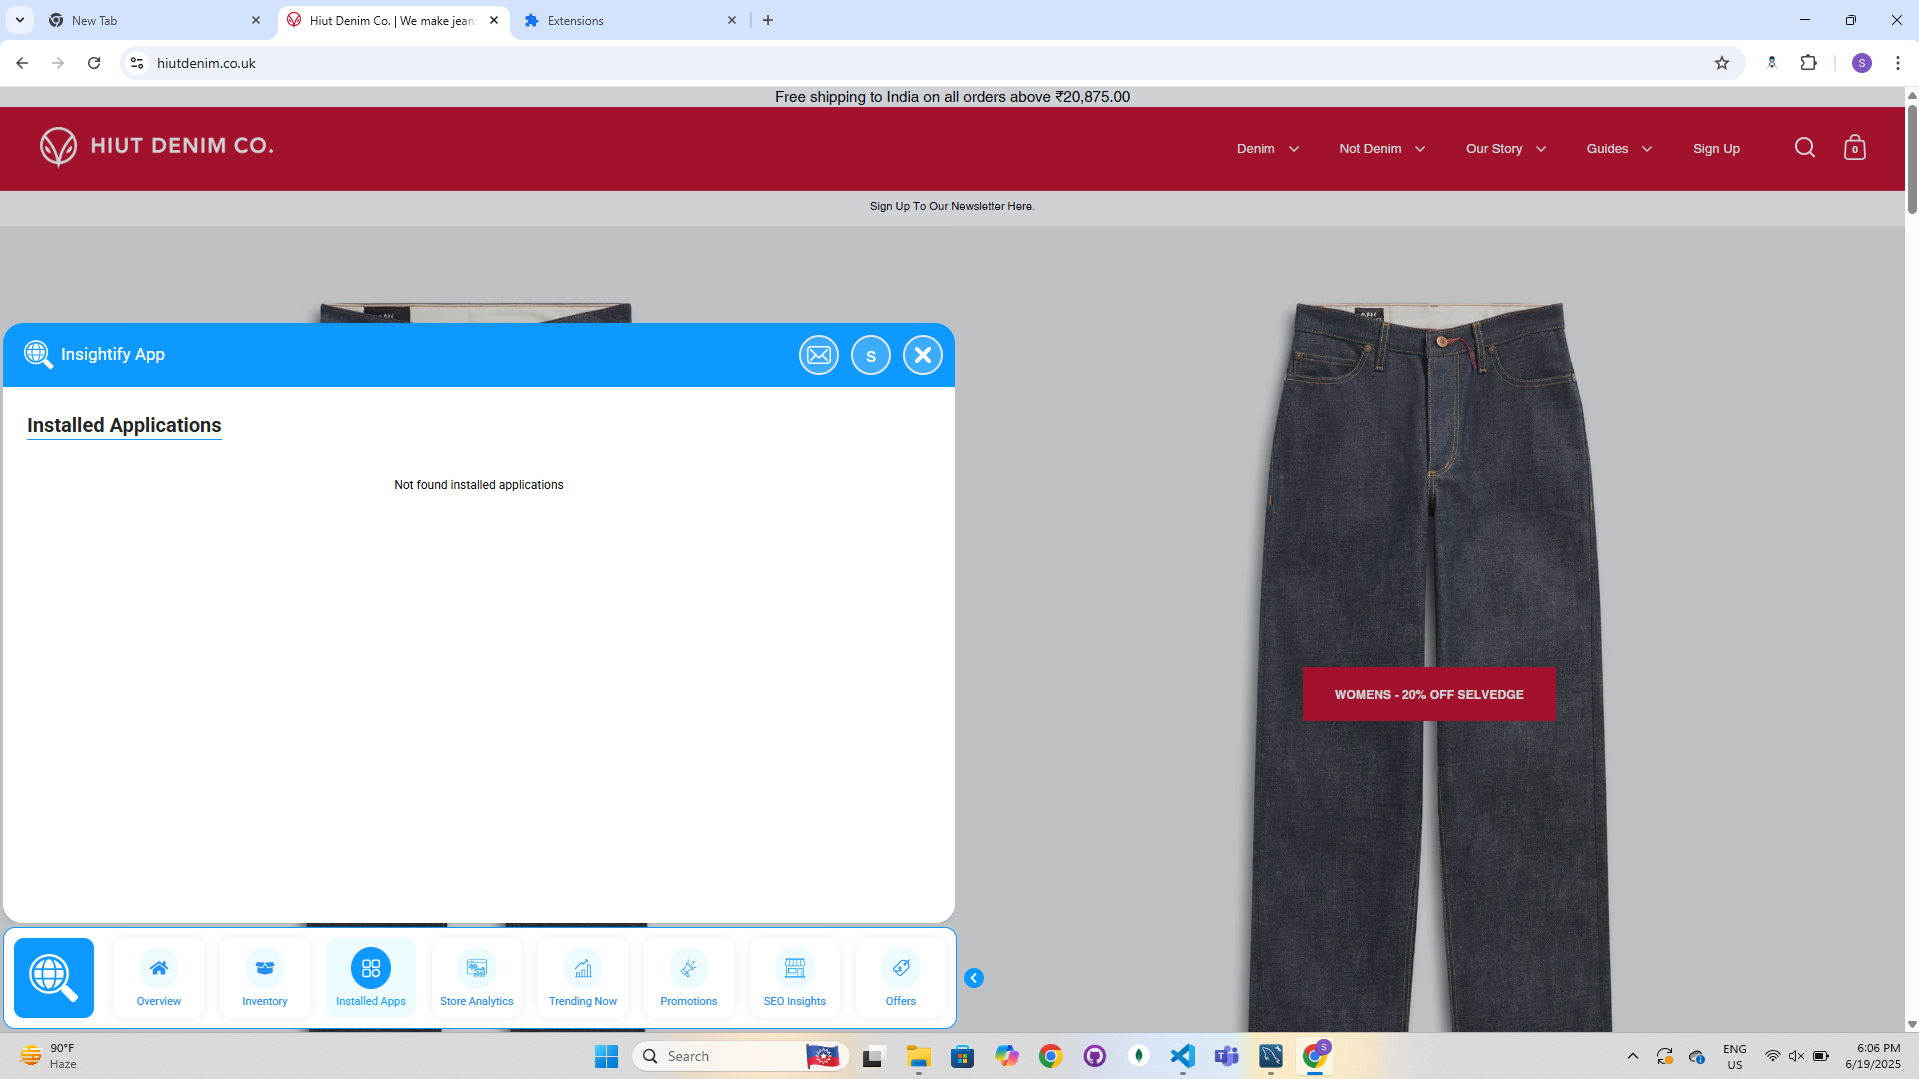 New Tab
Hiut Denim Co. | We make jean
Extensions
hiutdenim.co.uk
S
Free shipping to India on all orders above ₹20,875.00
HIUT DENIM CO.
Denim
Not Denim
Our Story
Guides
Sign Up
0
Sign Up To Our Newsletter Here.
Insightify App
S
Installed Applications
Not found installed applications
WOMENS - 20% OFF SELVEDGE
Overview
Inventory
Installed Apps
Store Analytics
Trending Now
Promotions
SEO Insights
Offers
90°F
Haze
Search
S
ENG
US
6:06 PM
6/19/2025